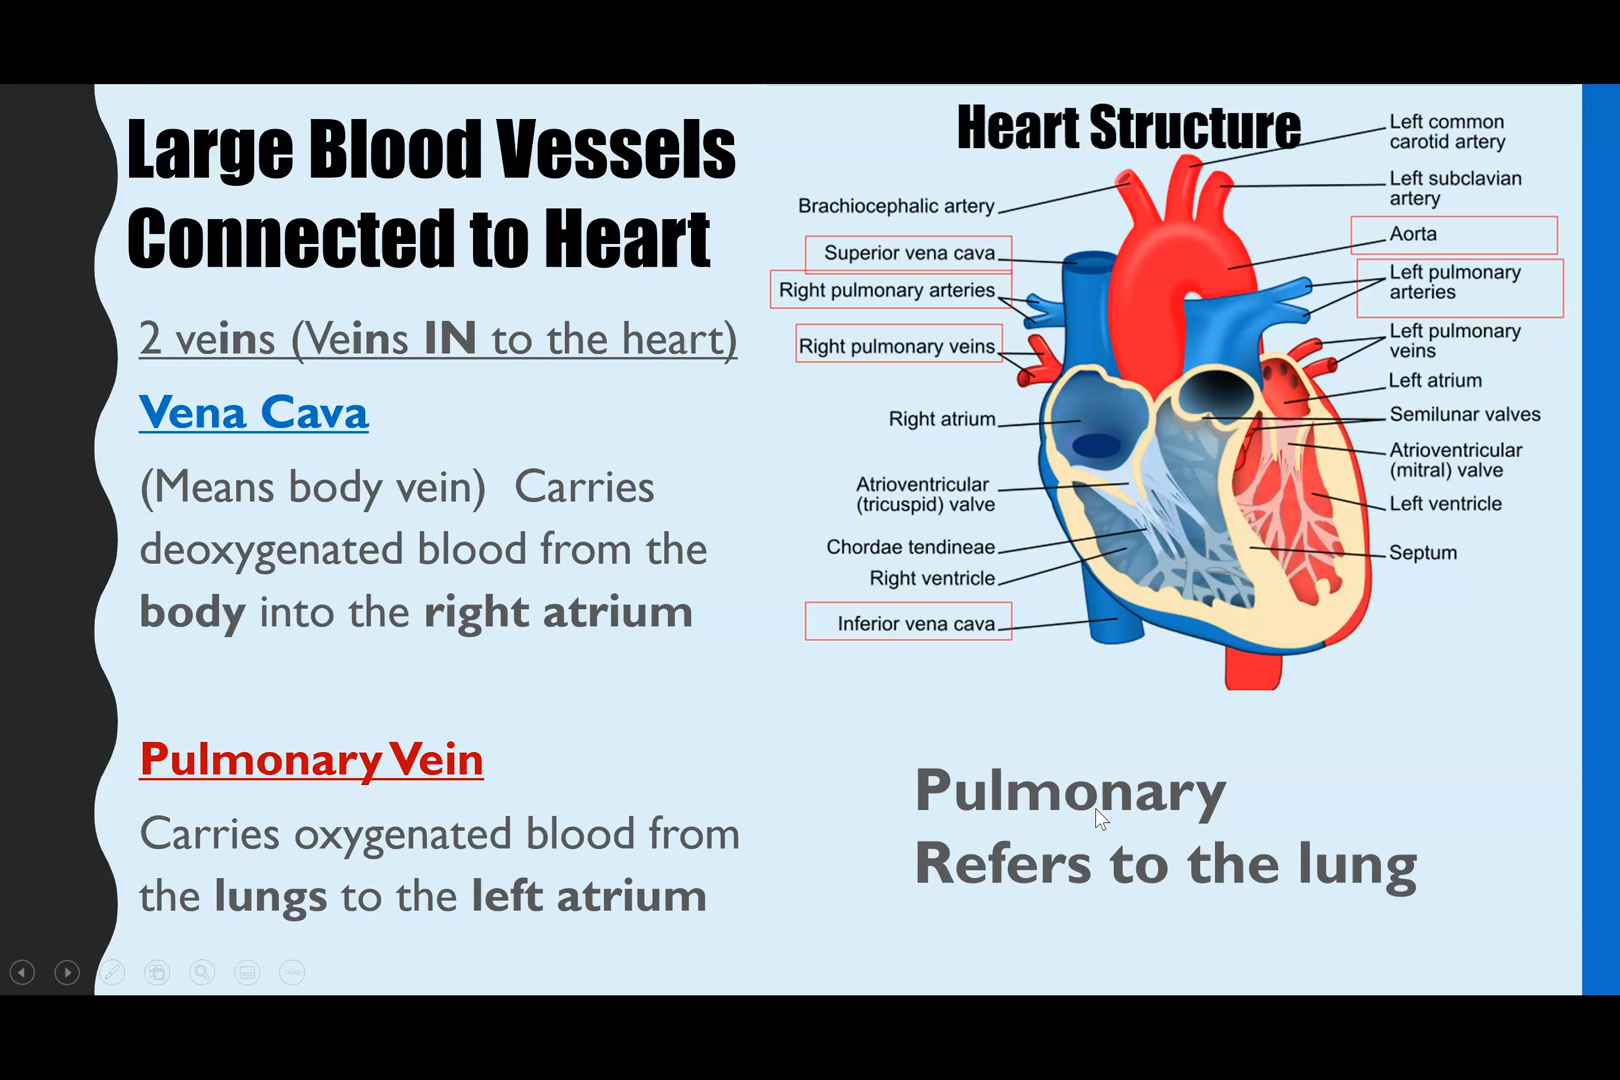 Large Blood Vessels
Connected to Heart
2 veins (Veins IN to the heart)
Vena Cava
(Means body vein)  Carries
deoxygenated blood from the
body into the right atrium
Pulmonary Vein
Carries oxygenated blood from
the lungs to the left atrium
Heart Structure
Brachiocephalic artery
Superior vena cava
Right pulmonary arteries
Right pulmonary veins
Right atrium
Atrioventricular
(tricuspid) valve
Chordae tendineae
Right ventricle
Inferior vena cava
Left common
carotid artery
Left subclavian
artery
Aorta
Left pulmonary
arteries
Left pulmonary
veins
Left atrium
Semilunar valves
Atrioventricular
(mitral) valve
Left ventricle
Septum
Pulmonary
Refers to the lung